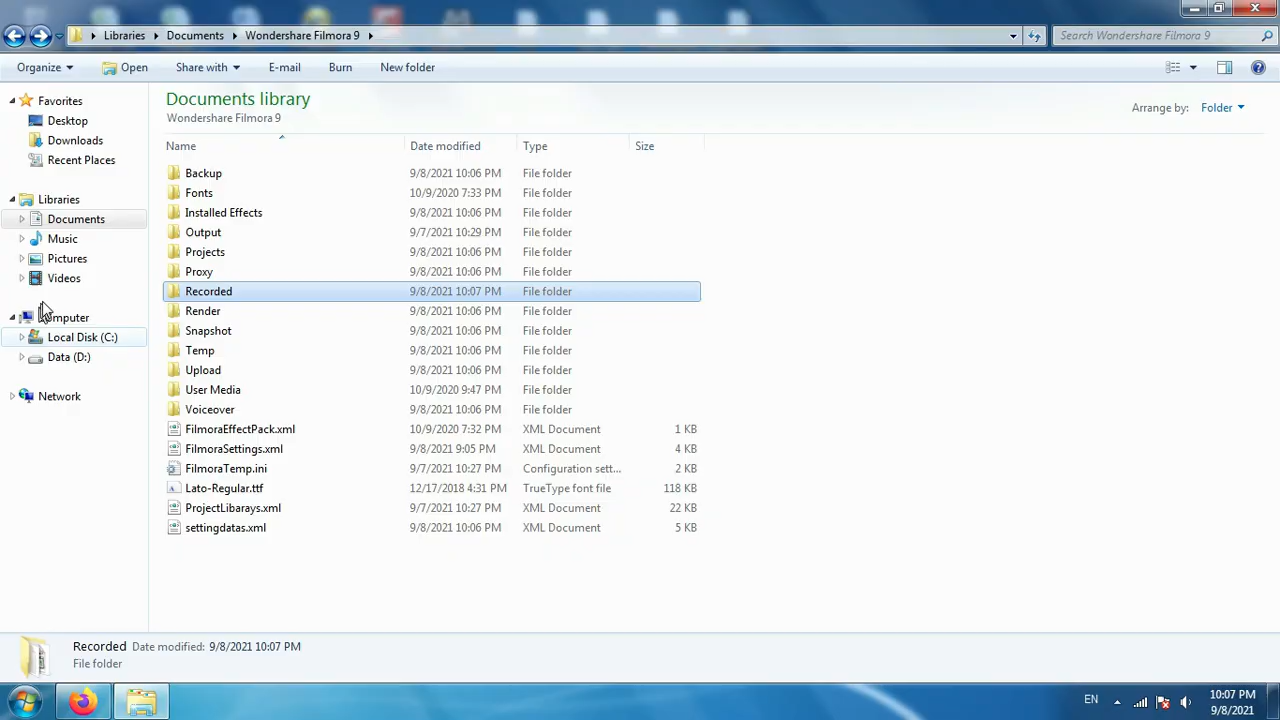 Libraries Documents Wondershare Filmora 9 Search Wondershare Filmora 9
Organize Open Share with E-mail Burn New folder
Favorites
Desktop
Downloads
Recent Places
Libraries
Documents
Music
Pictures
Videos
Computer
Local Disk (C:)
Data (D:)
Network
Documents library
Wondershare Filmora 9
Arrange by: Folder
Name Date modified Type Size
Backup 9/8/2021 10:06 PM File folder
Fonts 10/9/2020 7:33 PM File folder
Installed Effects 9/8/2021 10:06 PM File folder
Output 9/7/2021 10:29 PM File folder
Projects 9/8/2021 10:06 PM File folder
Proxy 9/8/2021 10:06 PM File folder
Recorded 9/8/2021 10:07 PM File folder
Render 9/8/2021 10:06 PM File folder
Snapshot 9/8/2021 10:06 PM File folder
Temp 9/8/2021 10:06 PM File folder
Upload 9/8/2021 10:06 PM File folder
User Media 10/9/2020 9:47 PM File folder
Voiceover 9/8/2021 10:06 PM File folder
FilmoraEffectPack.xml 10/9/2020 7:32 PM XML Document 1 KB
FilmoraSettings.xml 9/8/2021 9:05 PM XML Document 4 KB
FilmoraTemp.ini 9/7/2021 10:27 PM Configuration sett... 2 KB
Lato-Regular.ttf 12/17/2018 4:31 PM TrueType font file 118 KB
ProjectLibarays.xml 9/7/2021 10:27 PM XML Document 22 KB
settingdatas.xml 9/8/2021 10:06 PM XML Document 5 KB
Recorded Date modified: 9/8/2021 10:07 PM
File folder
EN 10:07 PM
9/8/2021